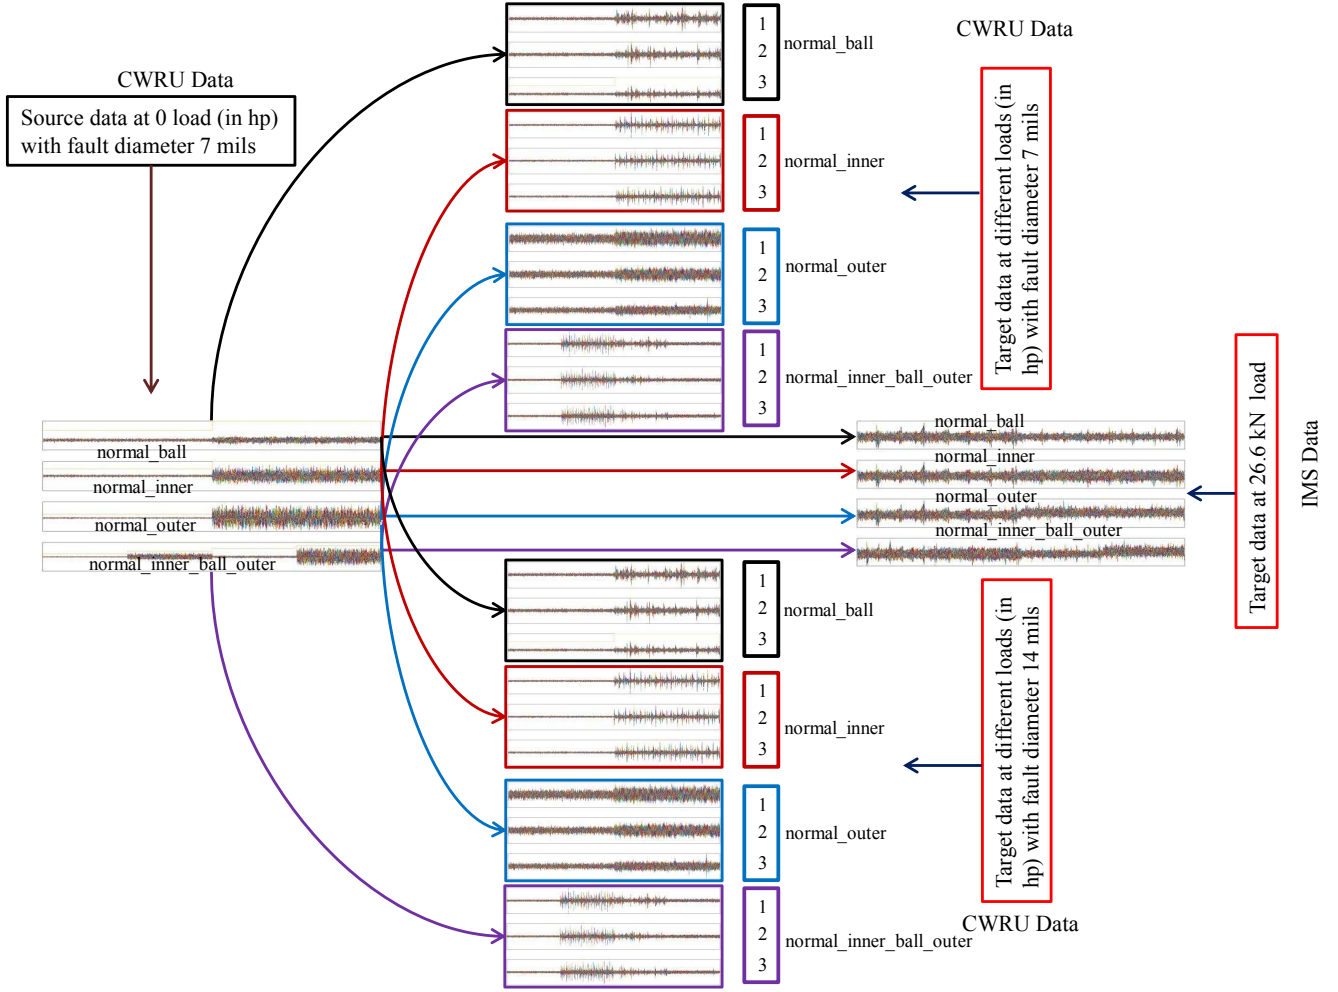 CWRU Data
Source data at 0 load (in hp)
with fault diameter 7 mils
normal_ball
normal_inner
normal_outer
normal_inner_ball_outer
1
2
3
normal_ball
1
2
3
normal_inner
1
2
3
normal_outer
1
2
3
normal_inner_ball_outer
CWRU Data
Target data at different loads (in
hp) with fault diameter 7 mils
normal_ball
normal_inner
normal_outer
normal_inner_ball_outer
Target data at 26.6 kN load
IMS Data
1
2
3
normal_ball
1
2
3
normal_inner
1
2
3
normal_outer
1
2
3
normal_inner_ball_outer
Target data at different loads (in
hp) with fault diameter 14 mils
CWRU Data